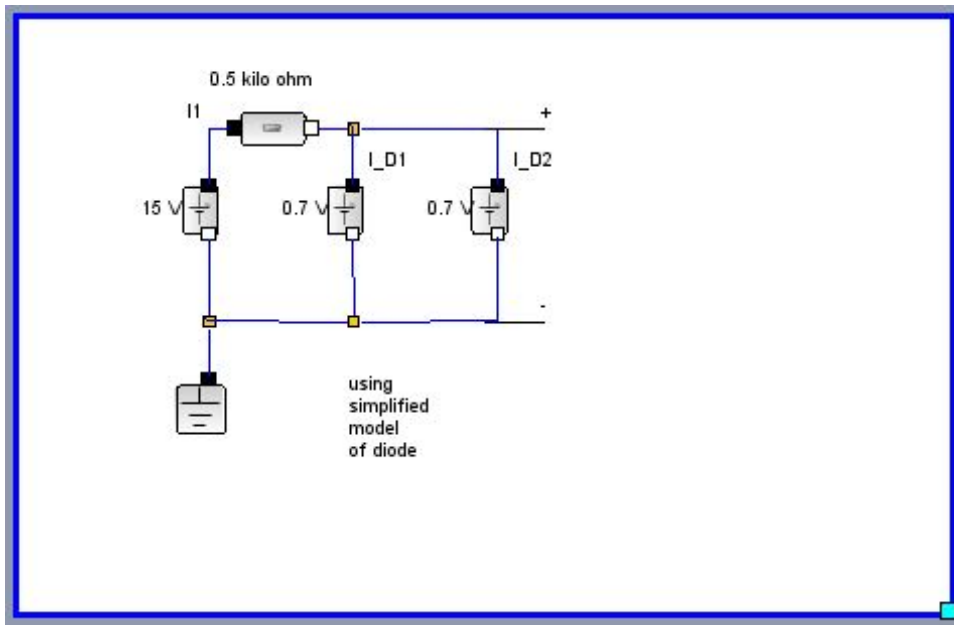 0.5 kilo ohm
I1
+
I_D1
I_D2
15 V
0.7 V
0.7 V
-
using
simplified
model
of diode